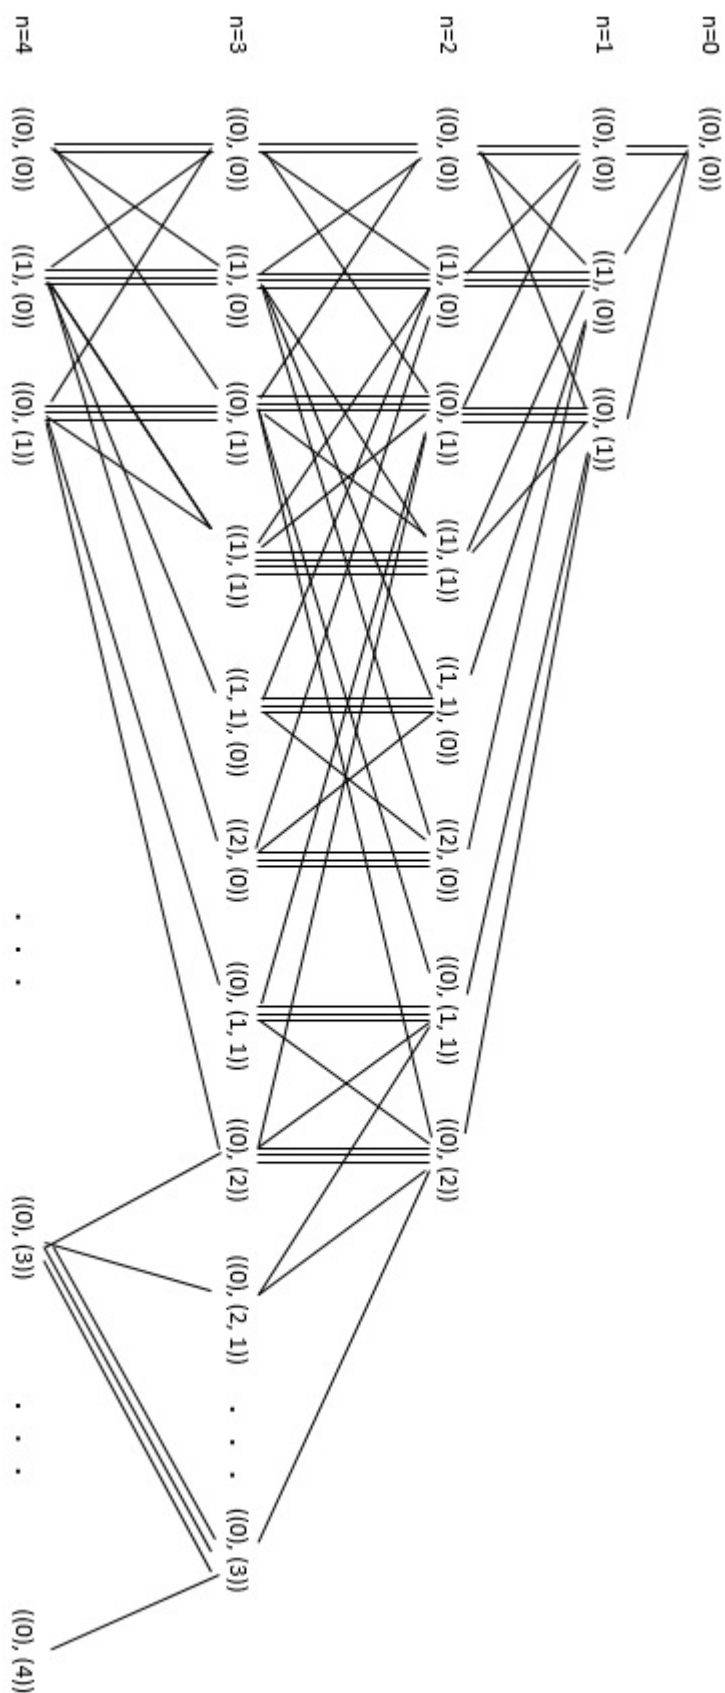 n=0 ((0), (0))
n=1 ((0), (0)) ((1), (0)) ((0), (1))
n=2 ((0), (0)) ((1), (0)) ((0), (1)) ((1), (1)) ((1, 1), (0)) ((2), (0)) ((0), (1, 1)) ((0), (2))
n=3 ((0), (0)) ((1), (0)) ((0), (1)) ((1), (1)) ((1, 1), (0)) ((2), (0)) ((0), (1, 1)) ((0), (2)) ((0), (2, 1)) . . . ((0), (3))
n=4 ((0), (0)) ((1), (0)) ((0), (1)) . . . ((0), (3)) . . . ((0), (4))